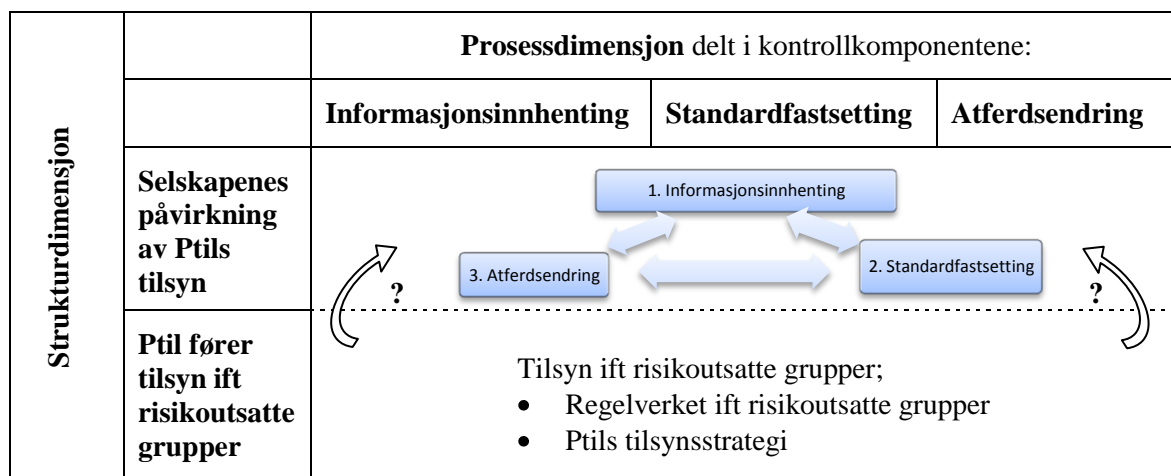 Strukturdimensjon
Prosessdimensjon delt i kontrollkomponentene:
Informasjonsinnhenting
Standardfastsetting
Atferdsendring
Selskapenes
påvirkning
av Ptils
tilsyn
1. Informasjonsinnhenting
3. Atferdsendring
2. Standardfastsetting
?
?
Ptil fører
tilsyn ift
risikoutsatte
grupper
Tilsyn ift risikoutsatte grupper;
• Regelverket ift risikoutsatte grupper
• Ptils tilsynsstrategi